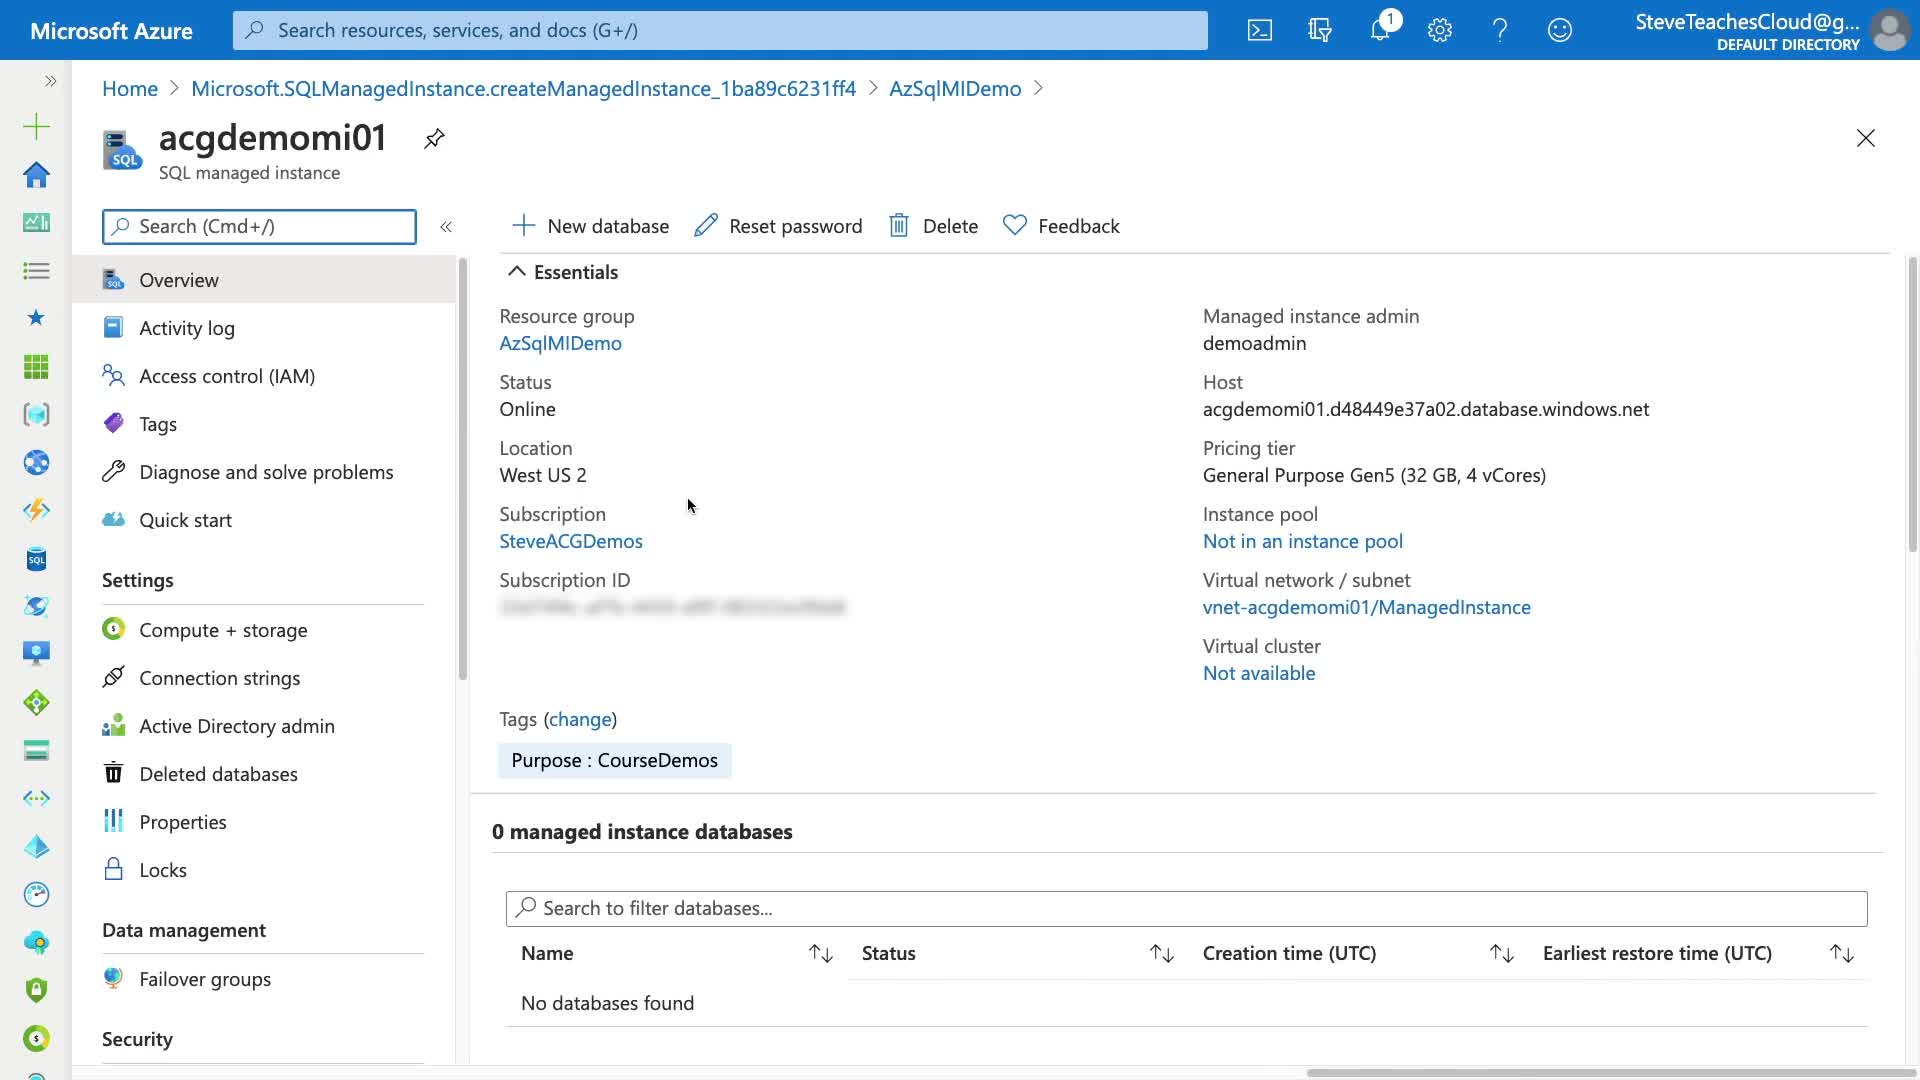 Microsoft Azure
Search resources, services, and docs (G+/)
1
SteveTeachesCloud@g...
DEFAULT DIRECTORY
Home > Microsoft.SQLManagedInstance.createManagedInstance_1ba89c6231ff4 > AzSqlMIDemo >
acgdemomi01
SQL managed instance
Search (Cmd+/)
New database
Reset password
Delete
Feedback
Overview
Activity log
Access control (IAM)
Tags
Diagnose and solve problems
Quick start
Settings
Compute + storage
Connection strings
Active Directory admin
Deleted databases
Properties
Locks
Data management
Failover groups
Security
Essentials
Resource group
AzSqlMIDemo
Status
Online
Location
West US 2
Subscription
SteveACGDemos
Subscription ID
Managed instance admin
demoadmin
Host
acgdemomi01.d48449e37a02.database.windows.net
Pricing tier
General Purpose Gen5 (32 GB, 4 vCores)
Instance pool
Not in an instance pool
Virtual network / subnet
vnet-acgdemomi01/ManagedInstance
Virtual cluster
Not available
Tags (change)
Purpose : CourseDemos
0 managed instance databases
Search to filter databases...
Name
Status
Creation time (UTC)
Earliest restore time (UTC)
No databases found